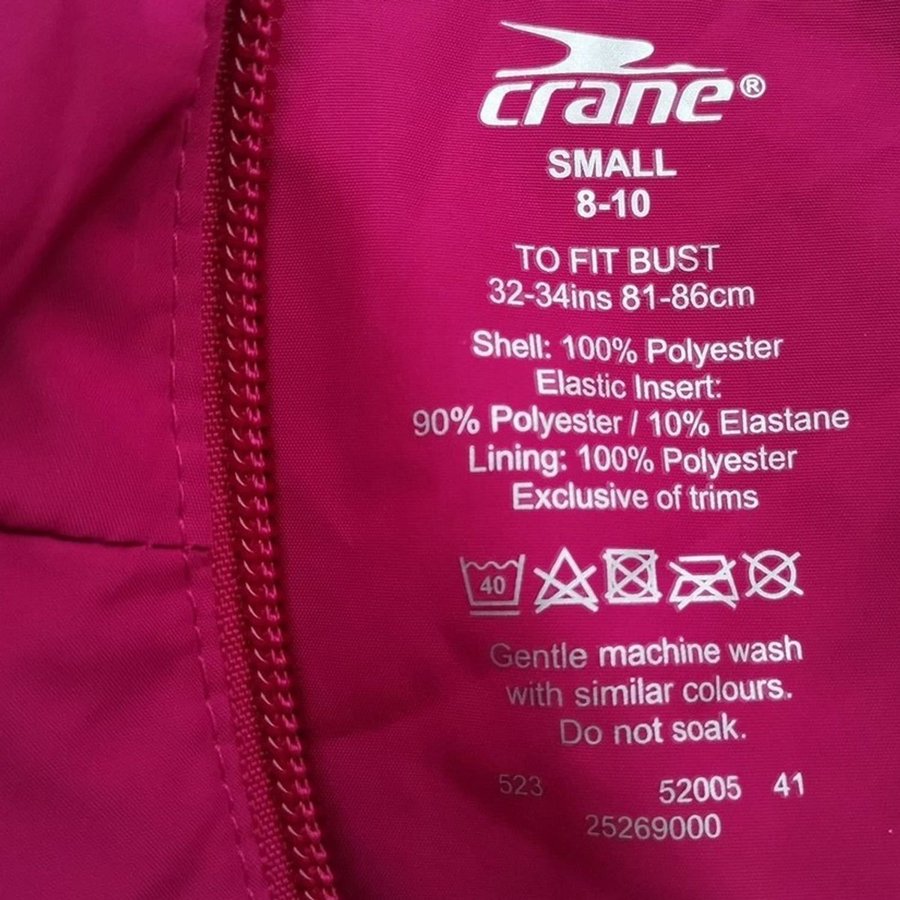 crane®
SMALL
8-10
TO FIT BUST
32-34ins 81-86cm
Shell: 100% Polyester
Elastic Insert:
90% Polyester / 10% Elastane
Lining: 100% Polyester
Exclusive of trims
40
Gentle machine wash
with similar colours.
Do not soak.
523 52005 41
25269000